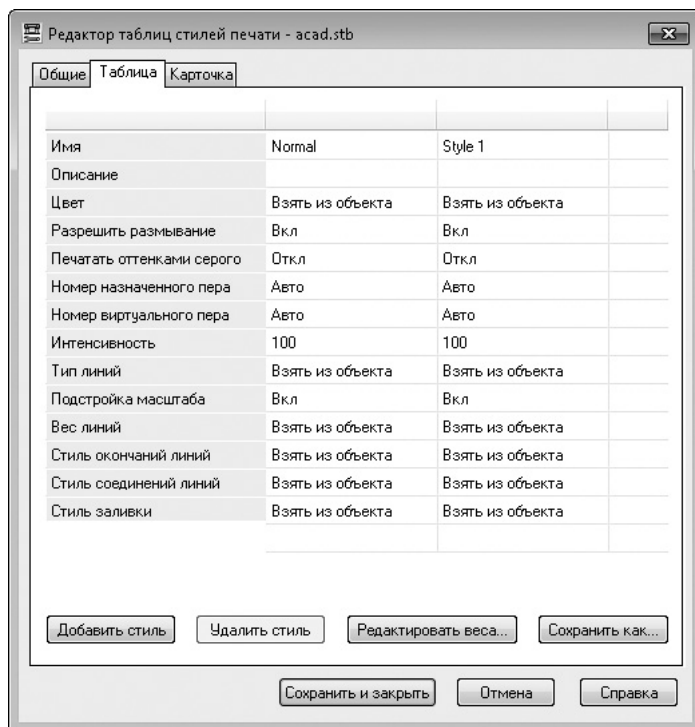 Редактор таблиц стилей печати - acad.stb
Общие Таблица Карточка
Имя Normal Style 1
Описание
Цвет Взять из объекта Взять из объекта
Разрешить размывание Вкл Вкл
Печатать оттенками серого Откл Откл
Номер назначенного пера Авто Авто
Номер виртуального пера Авто Авто
Интенсивность 100 100
Тип линий Взять из объекта Взять из объекта
Подстройка масштаба Вкл Вкл
Вес линий Взять из объекта Взять из объекта
Стиль окончаний линий Взять из объекта Взять из объекта
Стиль соединений линий Взять из объекта Взять из объекта
Стиль заливки Взять из объекта Взять из объекта
Добавить стиль Удалить стиль Редактировать веса... Сохранить как...
Сохранить и закрыть Отмена Справка